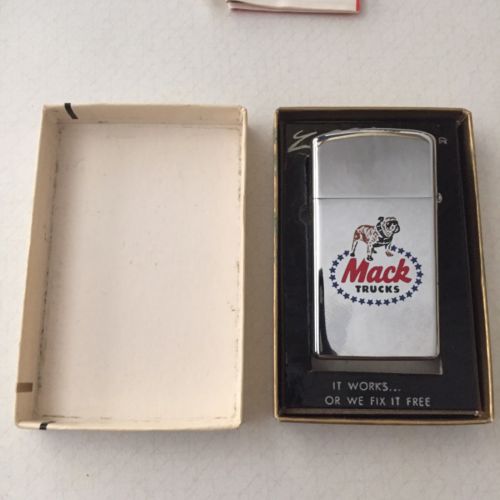 Mack
TRUCKS
IT WORKS...
OR WE FIX IT FREE